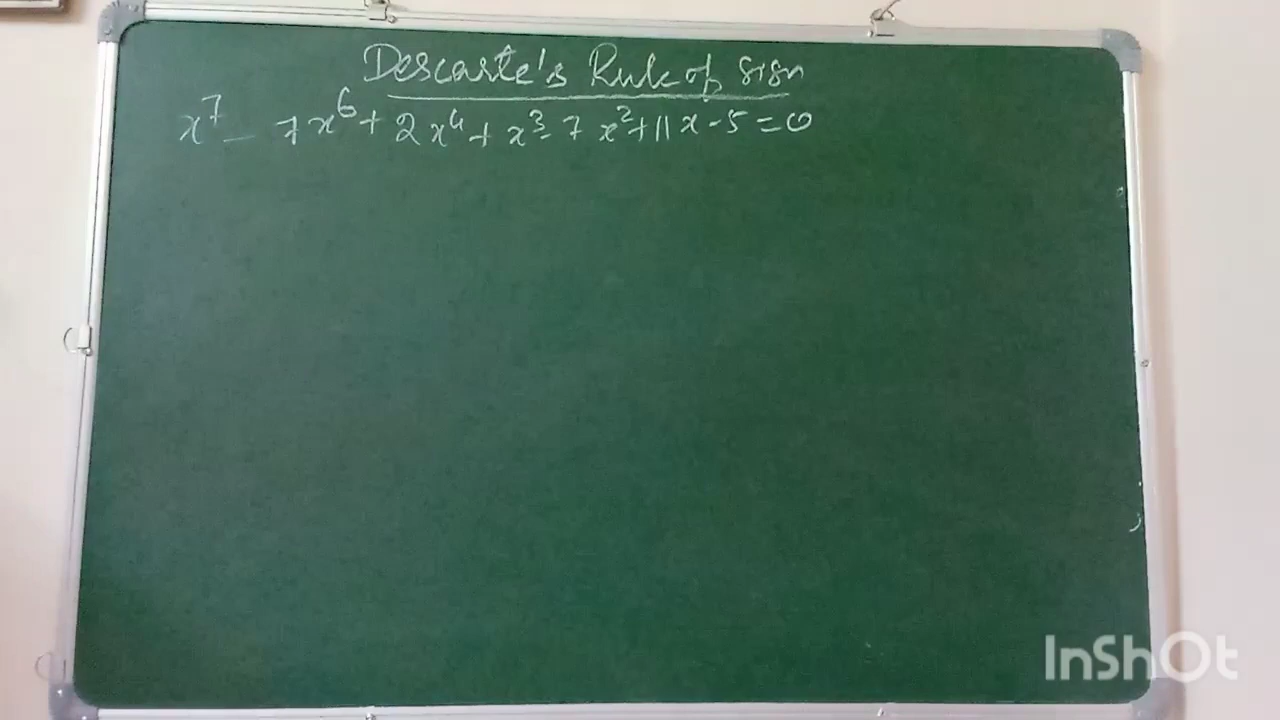 Descarte's Rule of sign
x⁷ - 7x⁶ + 2x⁴ + x³ - 7x² + 11x - 5 = 0
InShOt